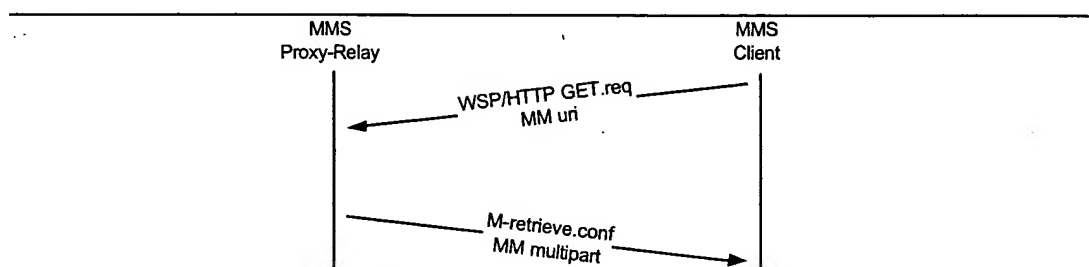 MMS
Proxy-Relay
MMS
Client
WSP/HTTP GET.req
MM uri
M-retrieve.conf
MM multipart